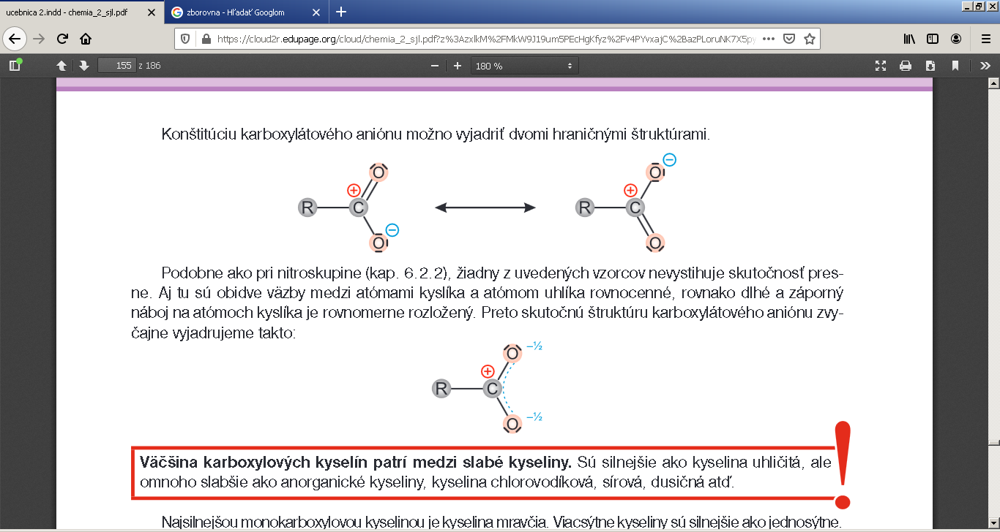 ucebnica 2.indd - chemia_2_sjl.pdf
zborovna - Hľadať Googlom
https://cloud2r.edupage.org/cloud/chemia_2_sjl.pdf?z%3AzxlkM%2FMkW9J19um5PEcHgKfyz%2Fv4PYvxajC%2BazPLoruNK7X5py
155 z 186
180 %
Konštitúciu karboxylátového aniónu možno vyjadriť dvomi hraničnými štruktúrami.
R C O O
R C O O
Podobne ako pri nitroskupine (kap. 6.2.2), žiadny z uvedených vzorcov nevystihuje skutočnosť pres-
ne. Aj tu sú obidve väzby medzi atómami kyslíka a atómom uhlíka rovnocenné, rovnako dlhé a záporný
náboj na atómoch kyslíka je rovnomerne rozložený. Preto skutočnú štruktúru karboxylátového aniónu zvy-
čajne vyjadrujeme takto:
O –½
R C
O –½
Väčšina karboxylových kyselín patrí medzi slabé kyseliny. Sú silnejšie ako kyselina uhličitá, ale
omnoho slabšie ako anorganické kyseliny, kyselina chlorovodíková, sírová, dusičná atď.
Najsilnejšou monokarboxylovou kyselinou je kyselina mravčia. Viacsýtne kyseliny sú silnejšie ako jednosýtne.